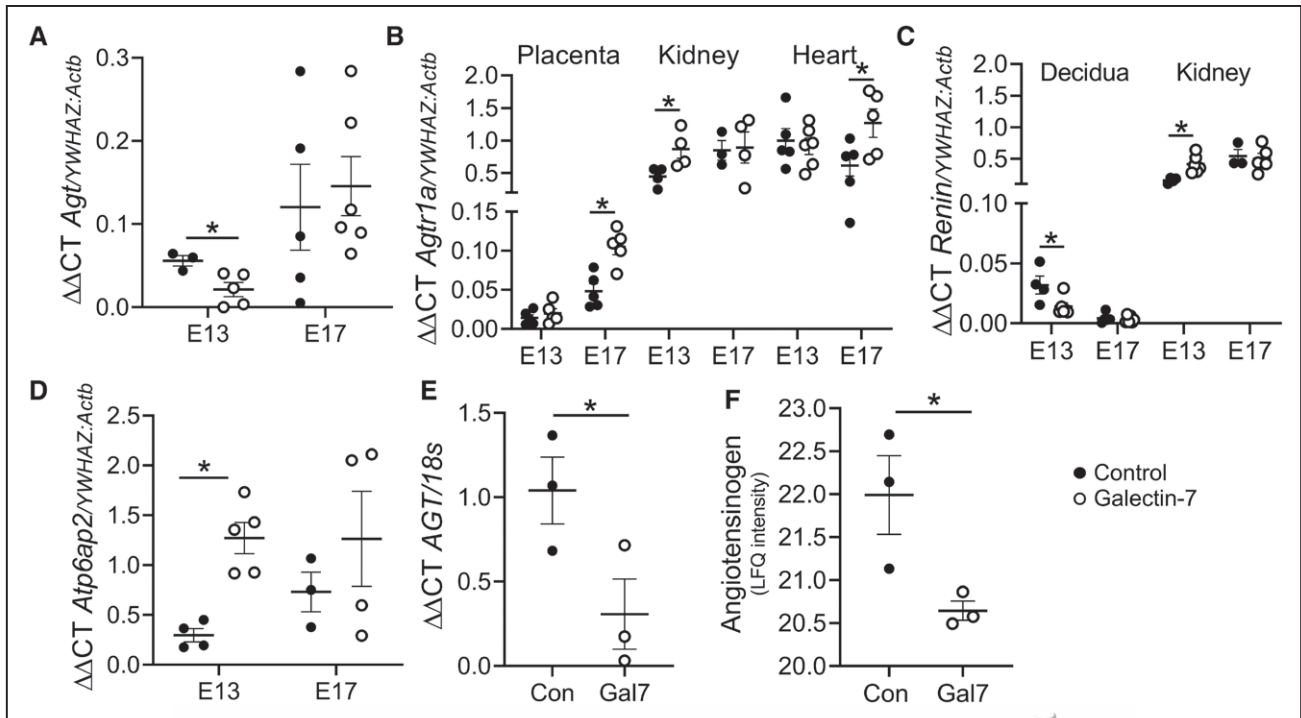 A
ΔΔCT Agt/YWHAZ:Actb
0.3
0.2
0.1
0.0
*
E13 E17
B
ΔΔCT Agtr1a/YWHAZ:Actb
Placenta Kidney Heart
2.0
1.5
1.0
0.5
0.15
0.10
0.05
0.00
* * *
E13 E17 E13 E17 E13 E17
C
ΔΔCT Renin/YWHAZ:Actb
Decidua Kidney
2.0
1.5
1.0
0.5
0.10
0.05
0.00
* *
E13 E17 E13 E17
D
ΔΔCT Atp6ap2/YWHAZ:Actb
2.5
2.0
1.5
1.0
0.5
0.0
*
E13 E17
E
ΔΔCT AGT/18s
1.5
1.0
0.5
0.0
*
Con Gal7
F
Angiotensinogen
(LFQ intensity)
23.0
22.5
22.0
21.5
21.0
20.5
20.0
*
Con Gal7
Control
Galectin-7